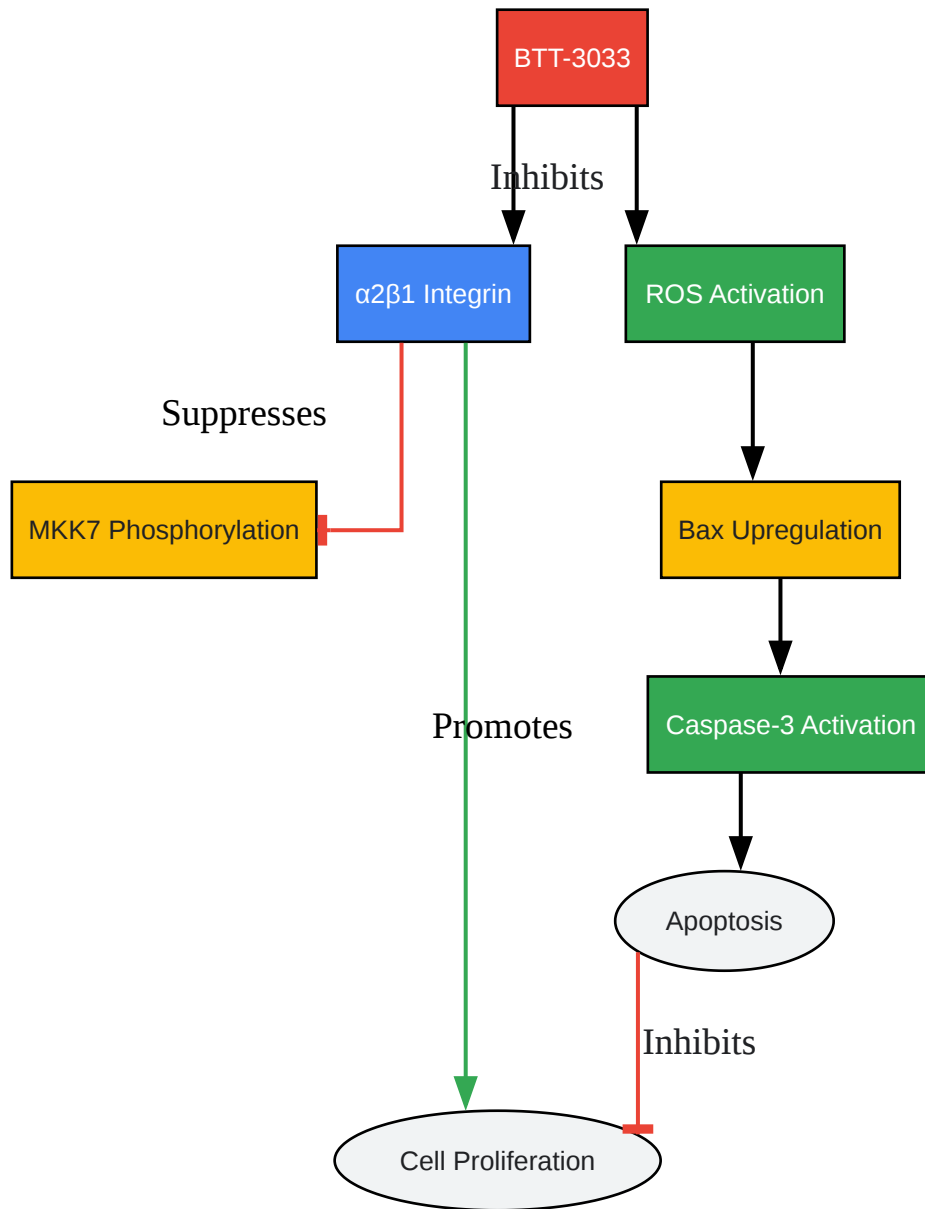 BTT-3033
Inhibits
α2β1 Integrin
ROS Activation
Suppresses
MKK7 Phosphorylation
Bax Upregulation
Promotes
Caspase-3 Activation
Apoptosis
Inhibits
Cell Proliferation